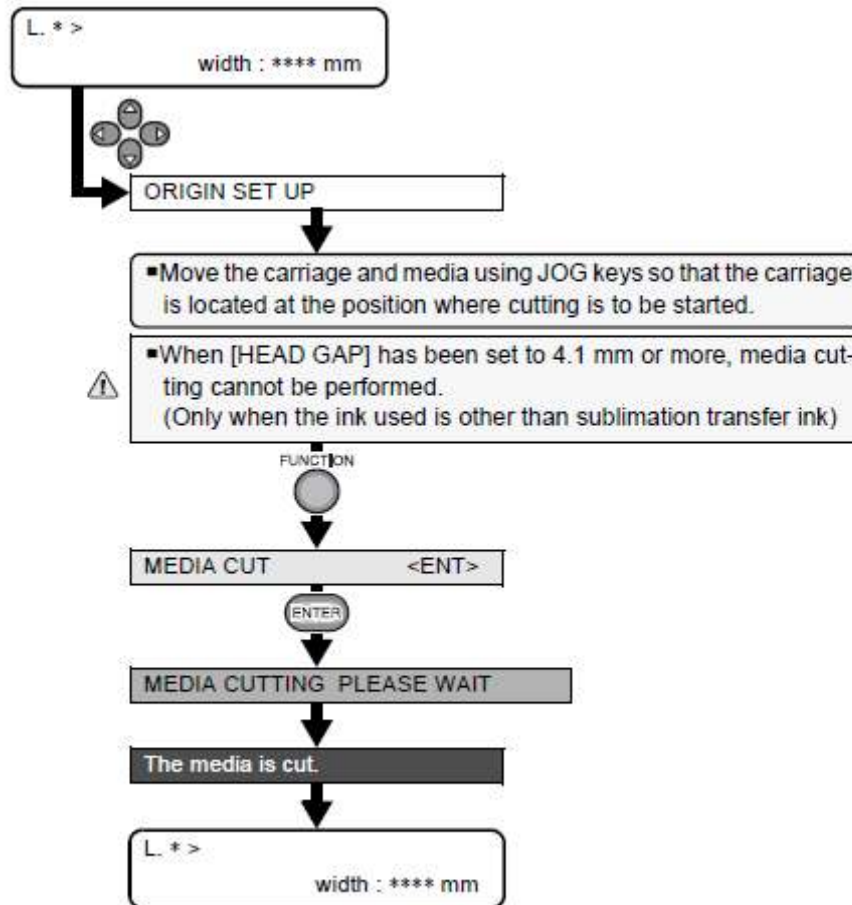 L. * >
width : **** mm
ORIGIN SET UP
▪Move the carriage and media using JOG keys so that the carriage
is located at the position where cutting is to be started.
▪When [HEAD GAP] has been set to 4.1 mm or more, media cut-
ting cannot be performed.
(Only when the ink used is other than sublimation transfer ink)
FUNCTION
MEDIA CUT <ENT>
ENTER
MEDIA CUTTING PLEASE WAIT
The media is cut.
L. * >
width : **** mm